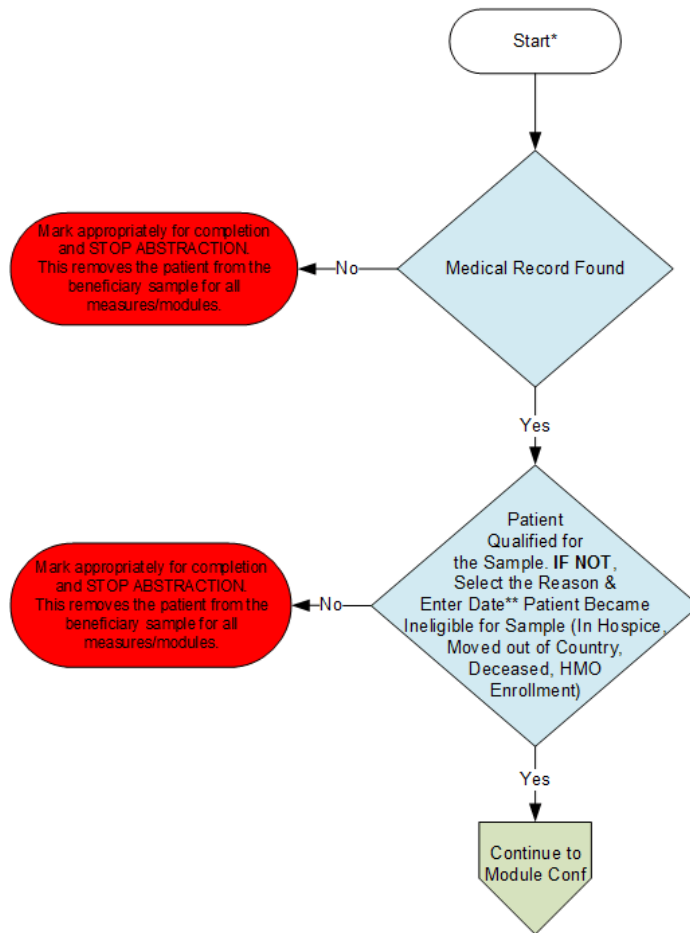 Start*
Medical Record Found
No
Mark appropriately for completion
and STOP ABSTRACTION.
This removes the patient from the
beneficiary sample for all
measures/modules.
Yes
Patient
Qualified for
the Sample. IF NOT,
Select the Reason &
Enter Date** Patient Became
Ineligible for Sample (In Hospice,
Moved out of Country,
Deceased, HMO
Enrollment)
No
Mark appropriately for completion
and STOP ABSTRACTION.
This removes the patient from the
beneficiary sample for all
measures/modules.
Yes
Continue to
Module Conf